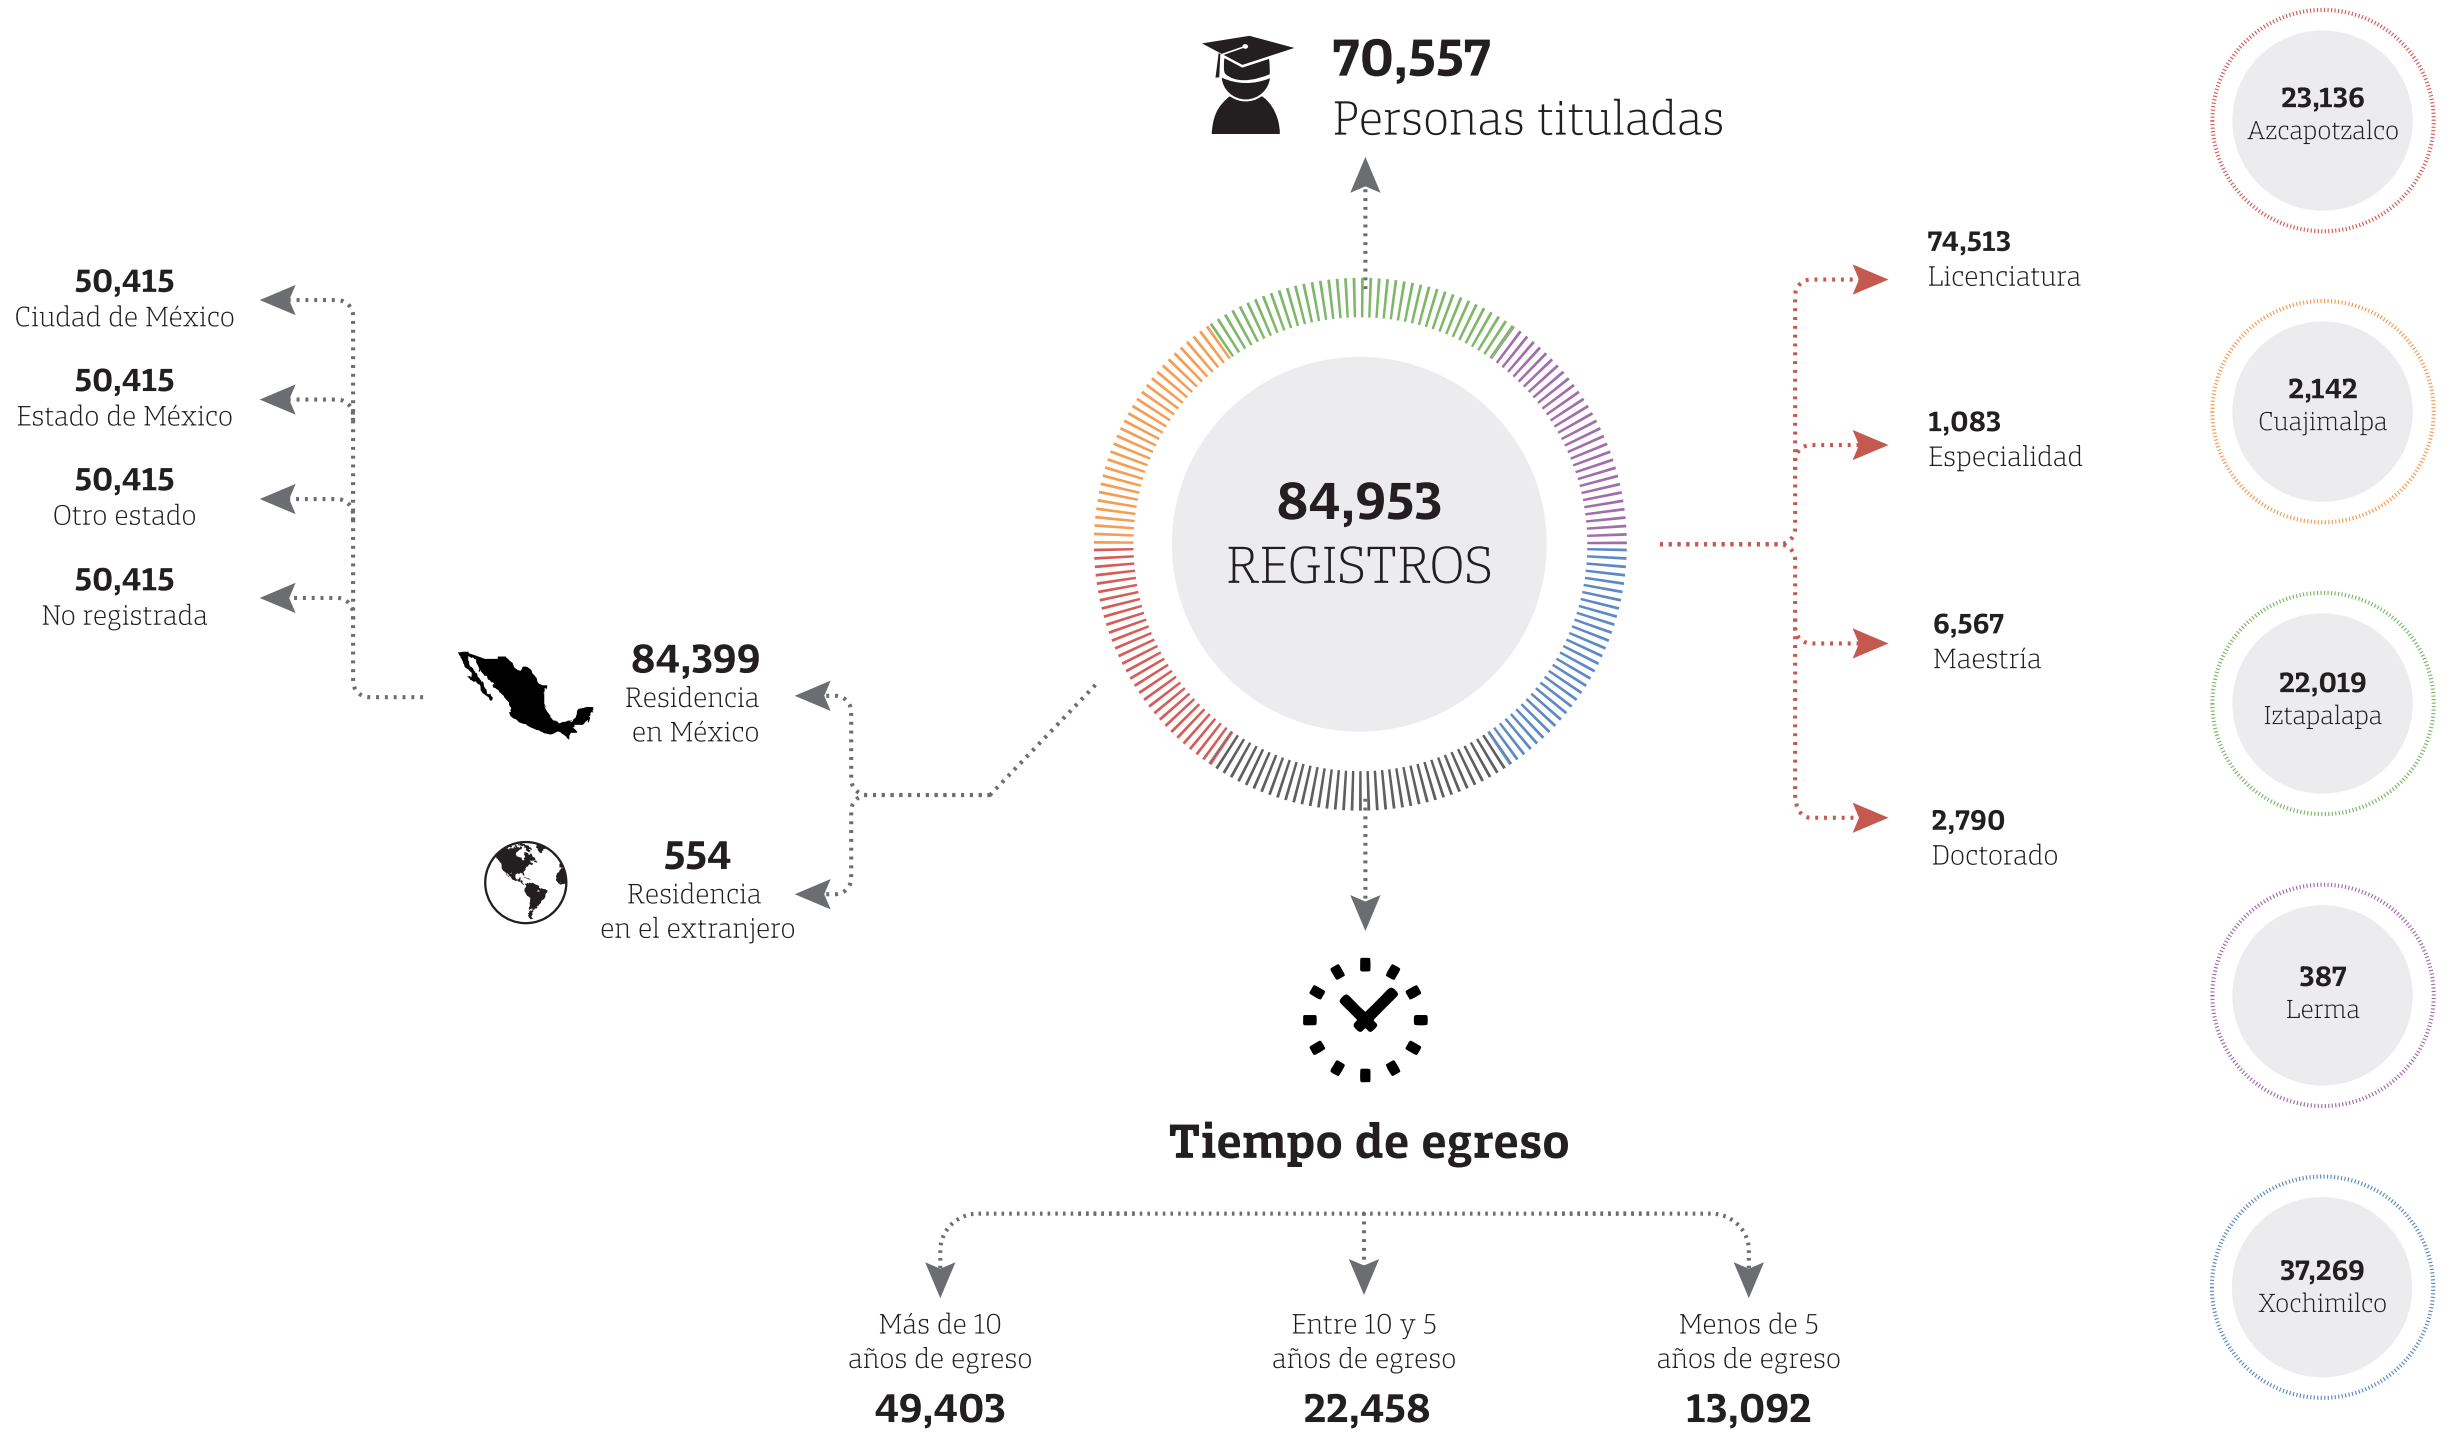 70,557
Personas tituladas
50,415
Ciudad de México
50,415
Estado de México
50,415
Otro estado
50,415
No registrada
84,399
Residencia
en México
554
Residencia
en el extranjero
84,953
REGISTROS
74,513
Licenciatura
1,083
Especialidad
6,567
Maestría
2,790
Doctorado
Tiempo de egreso
Más de 10
años de egreso
49,403
Entre 10 y 5
años de egreso
22,458
Menos de 5
años de egreso
13,092
23,136
Azcapotzalco
2,142
Cuajimalpa
22,019
Iztapalapa
387
Lerma
37,269
Xochimilco